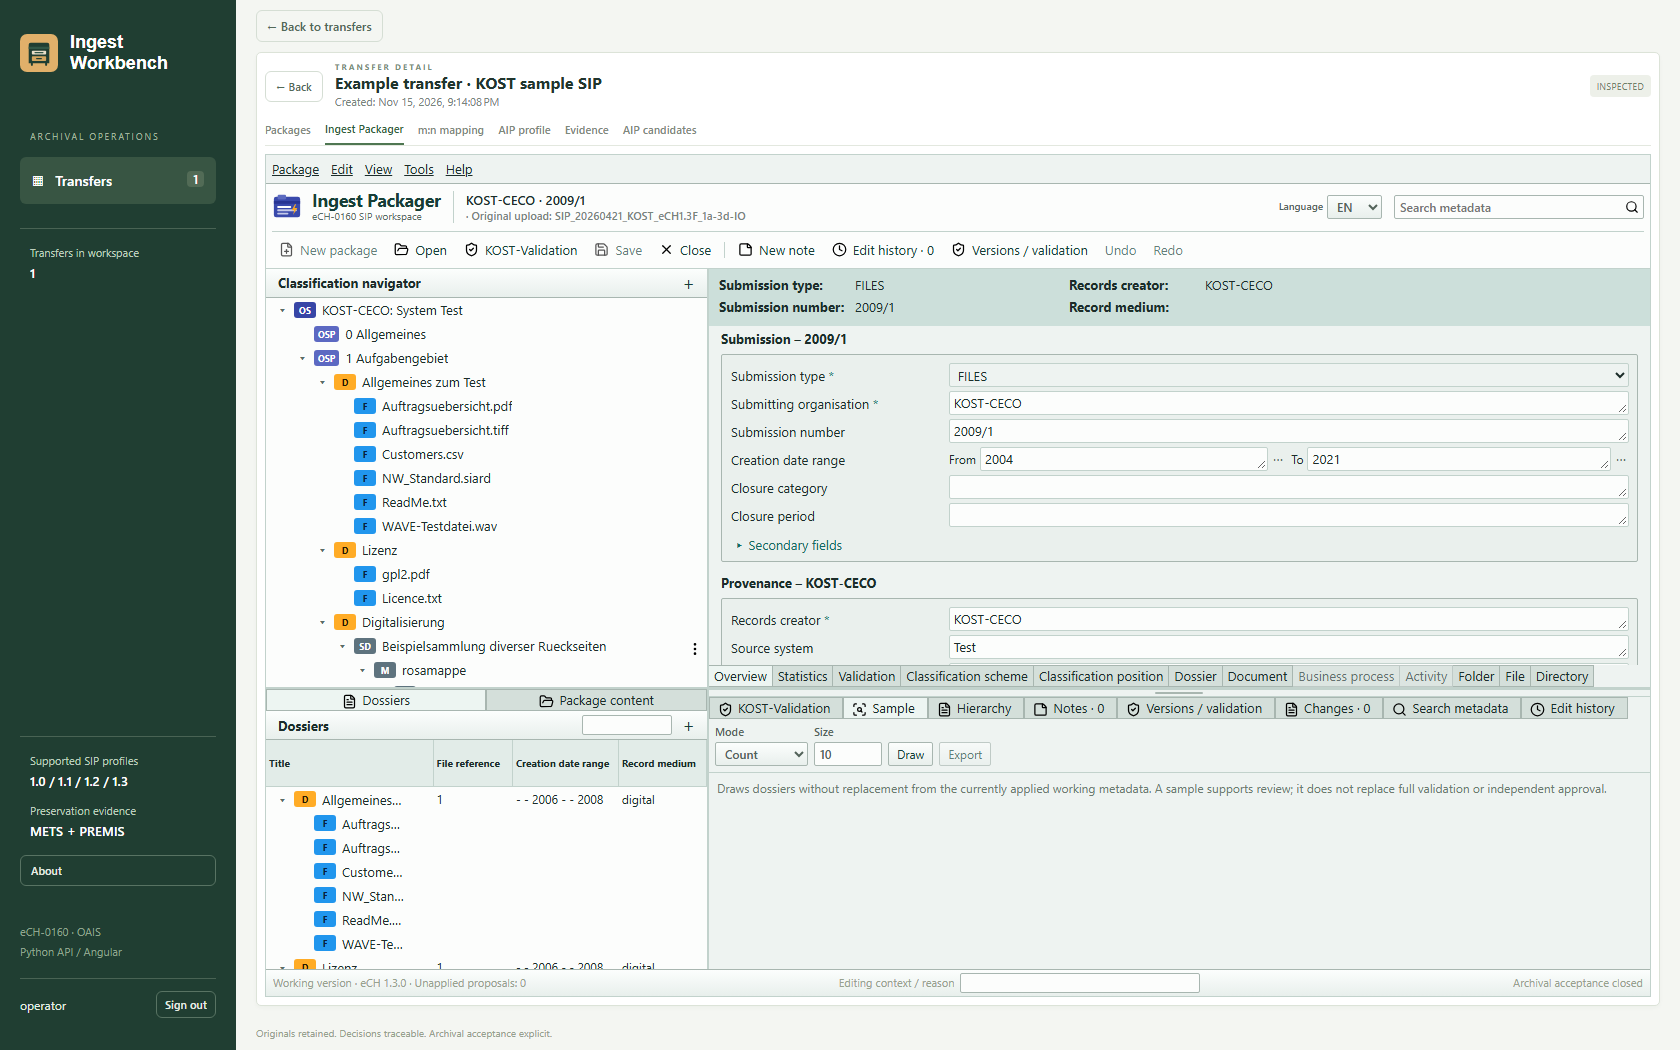 Ingest
Workbench
ARCHIVAL OPERATIONS
Transfers 1
Transfers in workspace
1
Supported SIP profiles
1.0 / 1.1 / 1.2 / 1.3
Preservation evidence
METS + PREMIS
About
eCH-0160 · OAIS
Python API / Angular
operator Sign out
← Back to transfers
← Back
TRANSFER DETAIL
Example transfer · KOST sample SIP
Created: Nov 15, 2026, 9:14:08 PM
INSPECTED
Packages Ingest Packager m:n mapping AIP profile Evidence AIP candidates
Package Edit View Tools Help
Ingest Packager
eCH-0160 SIP workspace
KOST-CECO · 2009/1
· Original upload: SIP_20260421_KOST_eCH1.3F_1a-3d-IO
Language EN Search metadata
New package Open KOST-Validation Save Close New note Edit history · 0 Versions / validation Undo Redo
Classification navigator +
OS KOST-CECO: System Test
OSP 0 Allgemeines
OSP 1 Aufgabengebiet
D Allgemeines zum Test
F Auftragsuebersicht.pdf
F Auftragsuebersicht.tiff
F Customers.csv
F NW_Standard.siard
F ReadMe.txt
F WAVE-Testdatei.wav
D Lizenz
F gpl2.pdf
F Licence.txt
D Digitalisierung
SD Beispielsammlung diverser Rueckseiten
M rosamappe
Dossiers Package content
Dossiers +
Title File reference Creation date range Record medium
D Allgemeines... 1 - - 2006 - - 2008 digital
F Auftrags...
F Auftrags...
F Custome...
F NW_Stan...
F ReadMe....
F WAVE-Te...
D Lizenz 1 - - 2006 - - 2008 digital
Submission type: FILES Records creator: KOST-CECO
Submission number: 2009/1 Record medium:
Submission – 2009/1
Submission type * FILES
Submitting organisation * KOST-CECO
Submission number 2009/1
Creation date range From 2004 ... To 2021 ...
Closure category
Closure period
Secondary fields
Provenance – KOST-CECO
Records creator * KOST-CECO
Source system Test
Overview Statistics Validation Classification scheme Classification position Dossier Document Business process Activity Folder File Directory
KOST-Validation Sample Hierarchy Notes · 0 Versions / validation Changes · 0 Search metadata Edit history
Mode Size
Count 10 Draw Export
Draws dossiers without replacement from the currently applied working metadata. A sample supports review; it does not replace full validation or independent approval.
Working version · eCH 1.3.0 · Unapplied proposals: 0 Editing context / reason Archival acceptance closed
Originals retained. Decisions traceable. Archival acceptance explicit.